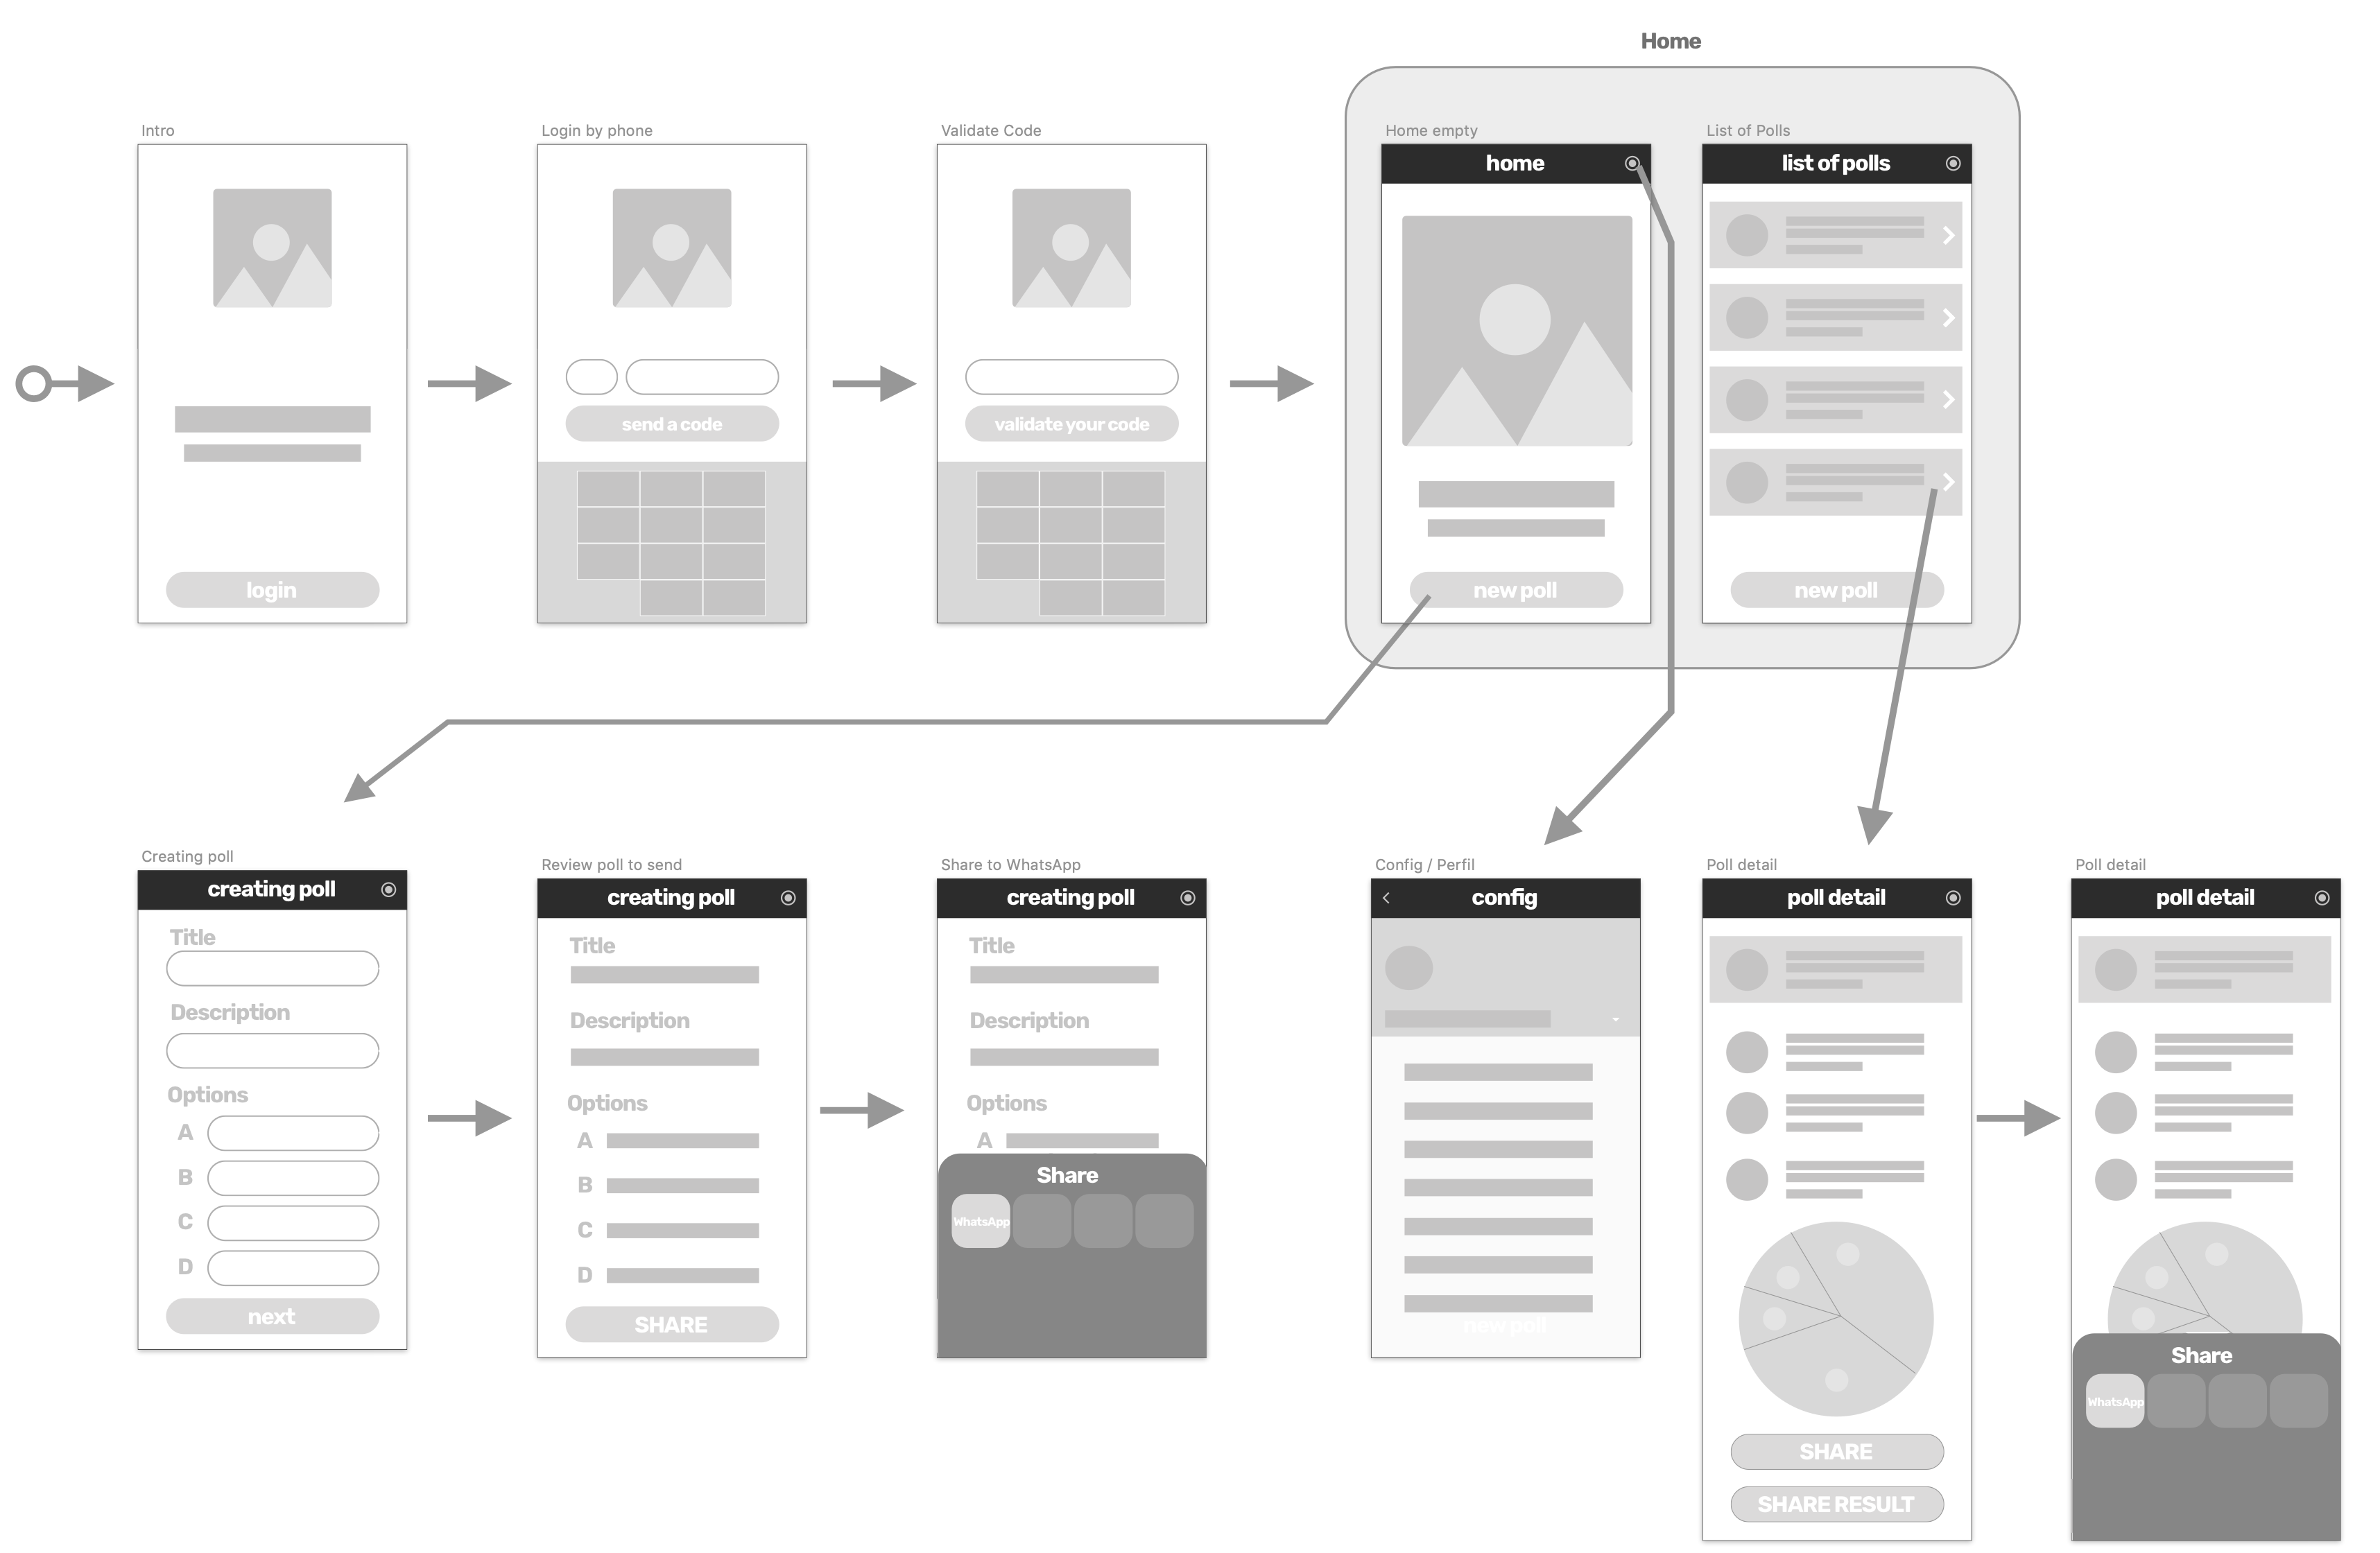 Home
Intro
login
Login by phone
send a code
Validate Code
validate your code
Home empty
home
new poll
List of Polls
list of polls
new poll
Creating poll
creating poll
Title
Description
Options
A
B
C
D
next
Review poll to send
creating poll
Title
Description
Options
A
B
C
D
SHARE
Share to WhatsApp
creating poll
Title
Description
Options
A
Share
WhatsApp
Config / Perfil
config
new poll
Poll detail
poll detail
SHARE
SHARE RESULT
Poll detail
poll detail
Share
WhatsApp